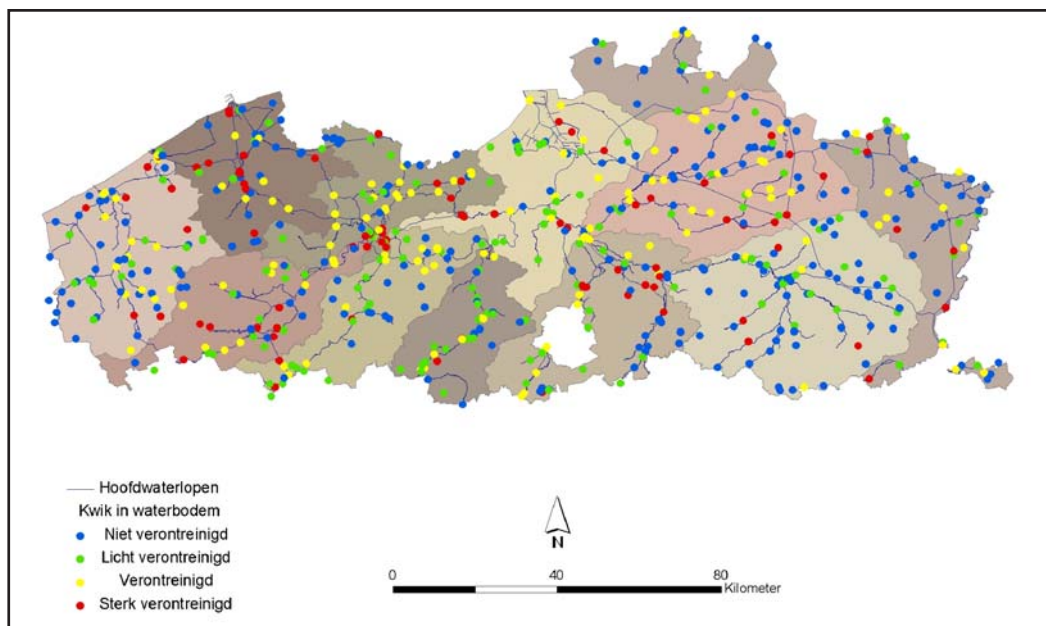 Hoofdwaterlopen
Kwik in waterbodem
Niet verontreinigd
Licht verontreinigd
Verontreinigd
Sterk verontreinigd
N
0 40 80
Kilometer